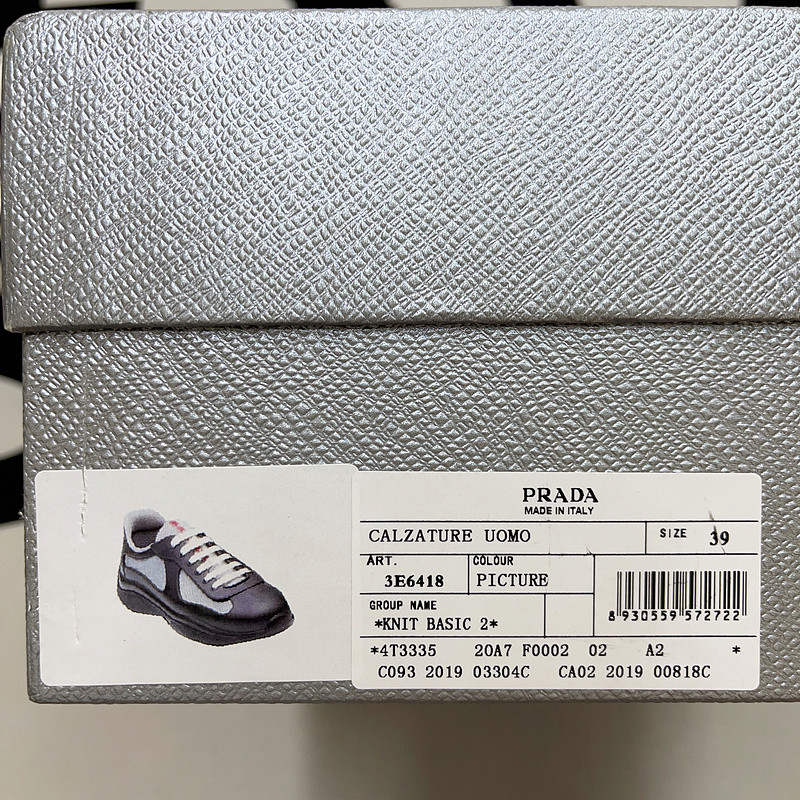 PRADA
MADE IN ITALY
CALZATURE UOMO SIZE 39
ART. COLOUR
3E6418 PICTURE
GROUP NAME
*KNIT BASIC 2*
8 930559 572722
*4T3335 20A7 F0002 02 A2 *
C093 2019 03304C CA02 2019 00818C